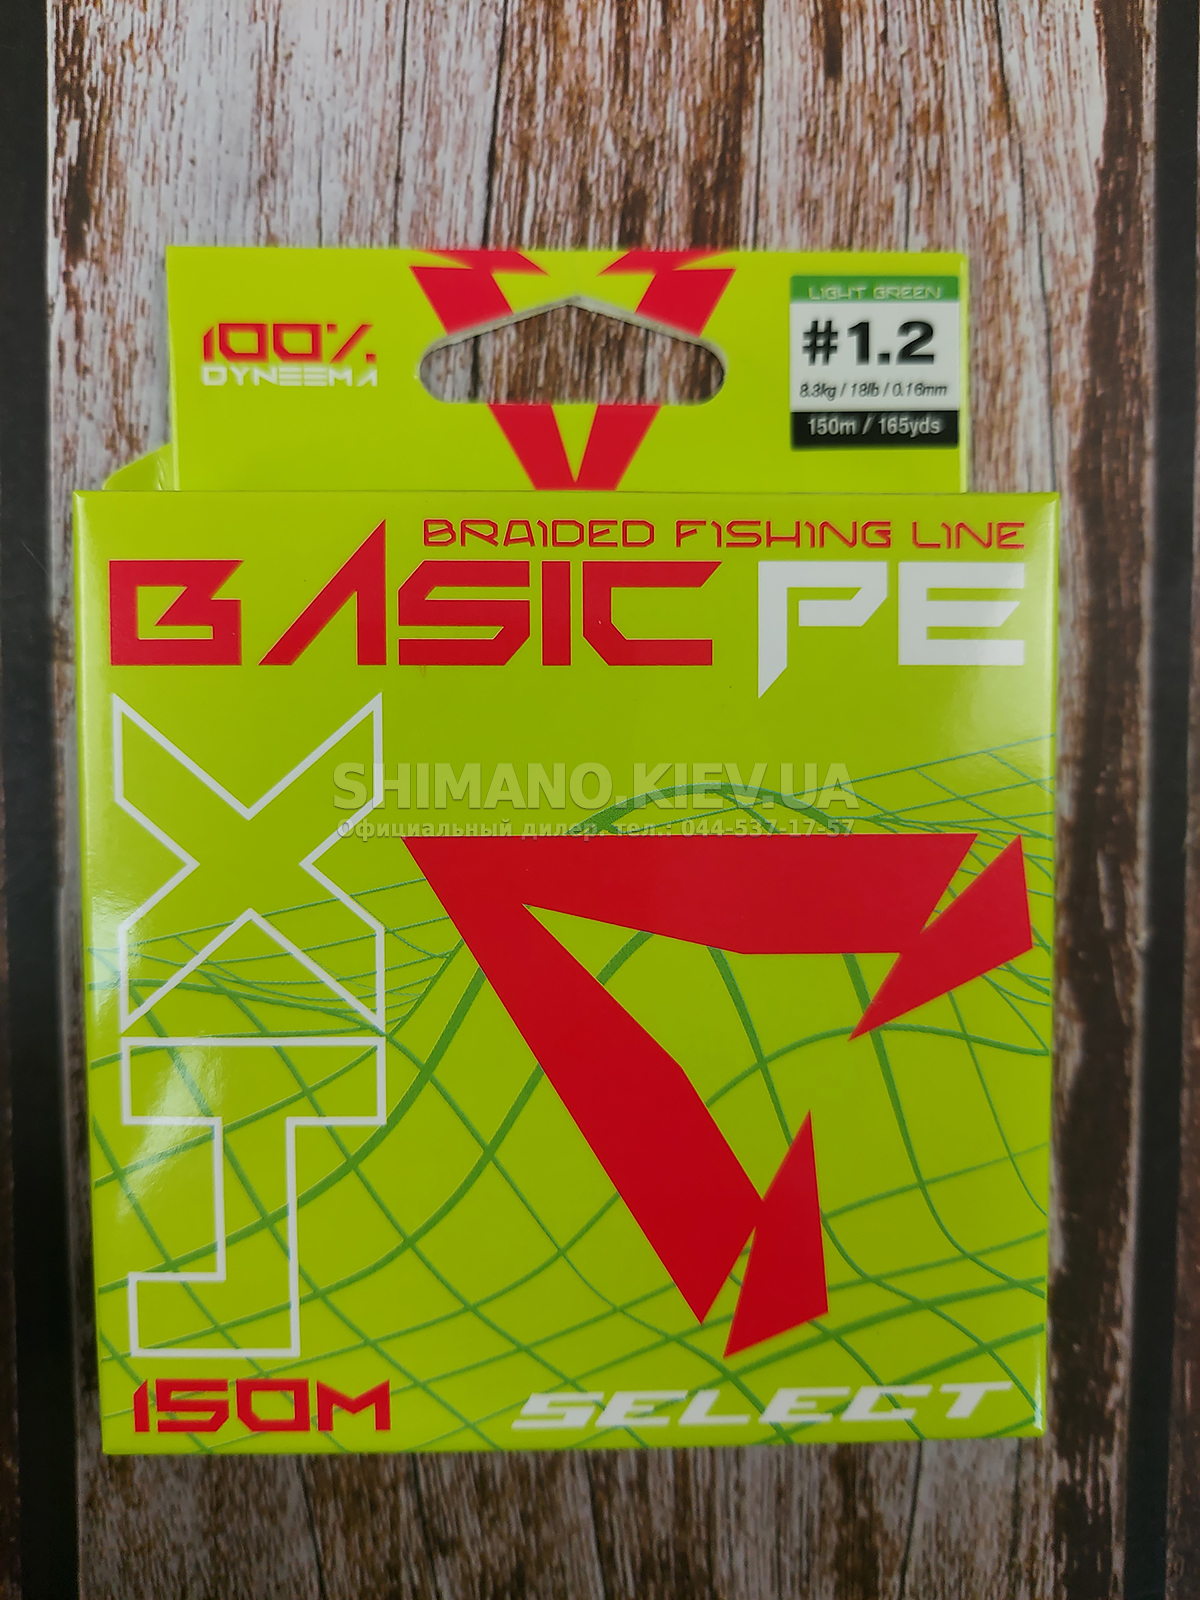 100%
DYNEEMA
LIGHT GREEN
#1.2
8.3kg / 18lb / 0.16mm
150m / 165yds
BRAIDED FISHING LINE
BASIC PE
SHIMANO.KIEV.UA
Официальный дилер, тел.: 044-537-17-57
150M
SELECT